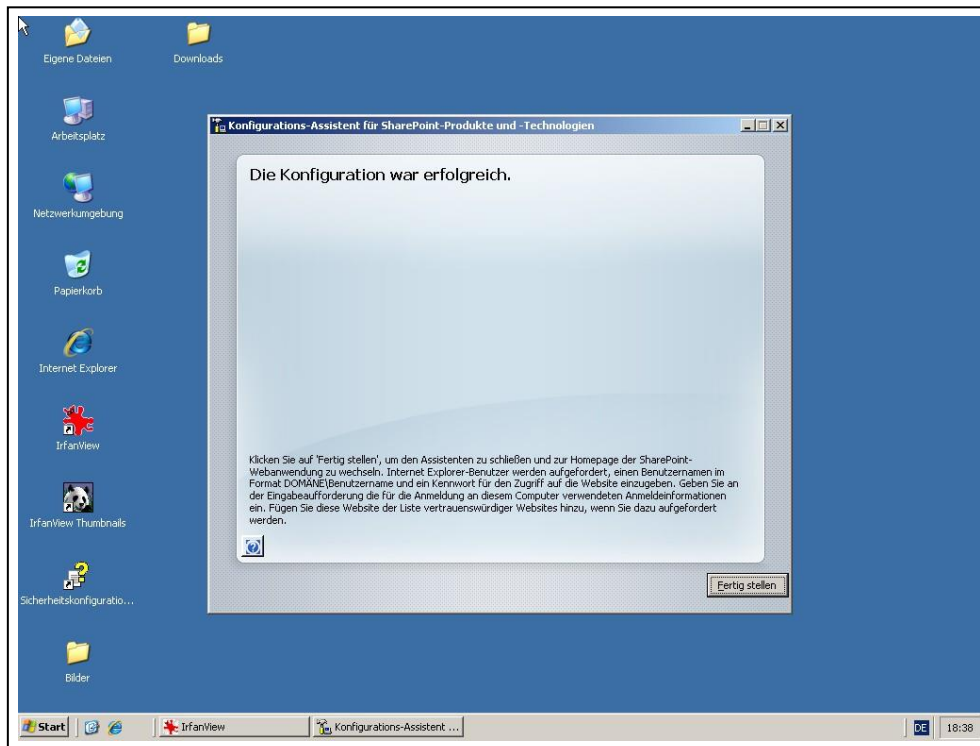 Eigene Dateien
Downloads
Arbeitsplatz
Netzwerkumgebung
Papierkorb
Internet Explorer
IrfanView
IrfanView Thumbnails
Sicherheitskonfiguratio...
Bilder
Konfigurations-Assistent für SharePoint-Produkte und -Technologien
Die Konfiguration war erfolgreich.
Klicken Sie auf 'Fertig stellen', um den Assistenten zu schließen und zur Homepage der SharePoint-
Webanwendung zu wechseln. Internet Explorer-Benutzer werden aufgefordert, einen Benutzernamen im
Format DOMÄNE\Benutzername und ein Kennwort für den Zugriff auf die Website einzugeben. Geben Sie an
der Eingabeaufforderung die für die Anmeldung an diesem Computer verwendeten Anmeldeinformationen
ein. Fügen Sie diese Website der Liste vertrauenswürdiger Websites hinzu, wenn Sie dazu aufgefordert
werden.
Fertig stellen
Start
IrfanView
Konfigurations-Assistent ...
DE
18:38